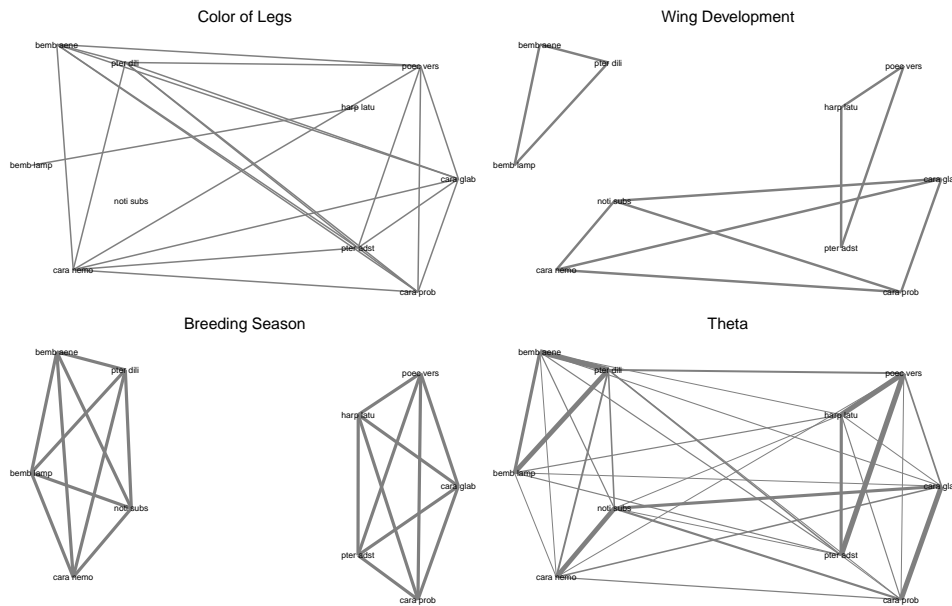 Color of Legs
bemb aene
pter dili
poec vers
harp latu
bemb lamp
cara glab
noti subs
pter adst
cara nemo
cara prob
Wing Development
bemb aene
pter dili
poec vers
harp latu
bemb lamp
cara glab
noti subs
pter adst
cara nemo
cara prob
Breeding Season
bemb aene
pter dili
poec vers
harp latu
bemb lamp
cara glab
noti subs
pter adst
cara nemo
cara prob
Theta
bemb aene
pter dili
poec vers
harp latu
bemb lamp
cara glab
noti subs
pter adst
cara nemo
cara prob